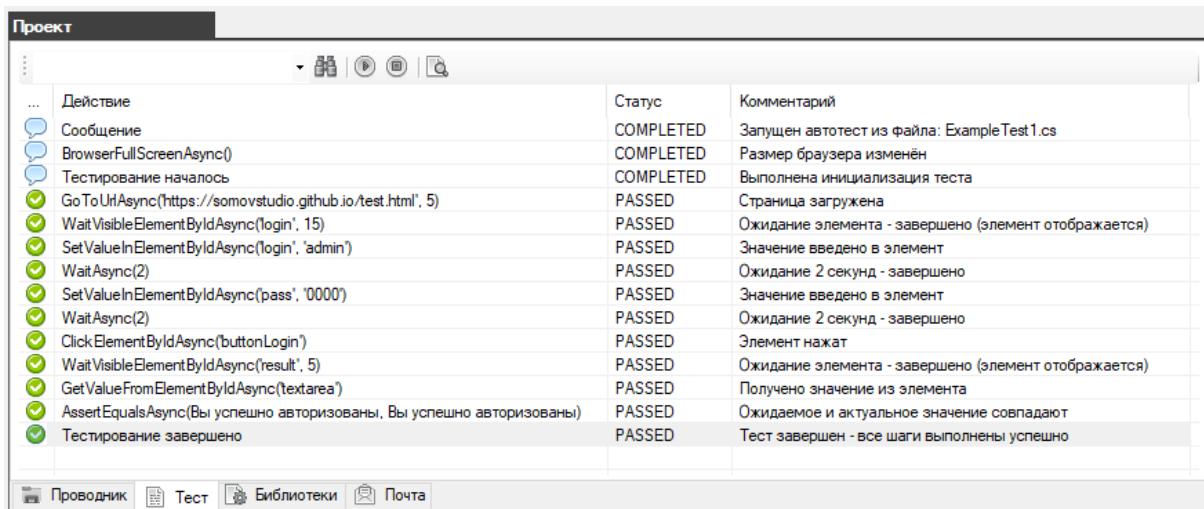 Проект
... Действие Статус Комментарий
Сообщение COMPLETED Запущен автотест из файла: ExampleTest1.cs
BrowserFullScreenAsync() COMPLETED Размер браузера изменён
Тестирование началось COMPLETED Выполнена инициализация теста
GoToUrlAsync('https://somovstudio.github.io/test.html', 5) PASSED Страница загружена
WaitVisibleElementByIdAsync('login', 15) PASSED Ожидание элемента - завершено (элемент отображается)
SetValueInElementByIdAsync('login', 'admin') PASSED Значение введено в элемент
WaitAsync(2) PASSED Ожидание 2 секунд - завершено
SetValueInElementByIdAsync('pass', '0000') PASSED Значение введено в элемент
WaitAsync(2) PASSED Ожидание 2 секунд - завершено
ClickElementByIdAsync('buttonLogin') PASSED Элемент нажат
WaitVisibleElementByIdAsync('result', 5) PASSED Ожидание элемента - завершено (элемент отображается)
GetValueFromElementByIdAsync('textarea') PASSED Получено значение из элемента
AssertEqualsAsync(Вы успешно авторизованы, Вы успешно авторизованы) PASSED Ожидаемое и актуальное значение совпадают
Тестирование завершено PASSED Тест завершен - все шаги выполнены успешно
Проводник Тест Библиотеки Почта